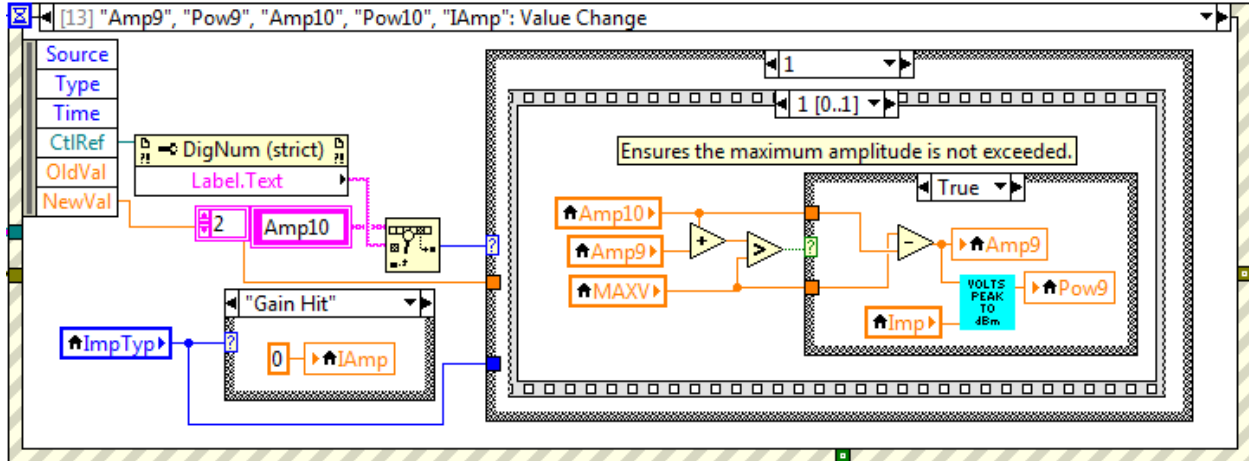 [13] "Amp9", "Pow9", "Amp10", "Pow10", "IAmp": Value Change
Source
Type
Time
CtlRef
OldVal
NewVal
DigNum (strict)
Label.Text
2
Amp10
"Gain Hit"
ImpTyp
0
IAmp
1
1 [0..1]
Ensures the maximum amplitude is not exceeded.
True
Amp10
Amp9
MAXV
+
>
?
-
Amp9
VOLTS
PEAK
TO
dBm
Pow9
Imp
?
?